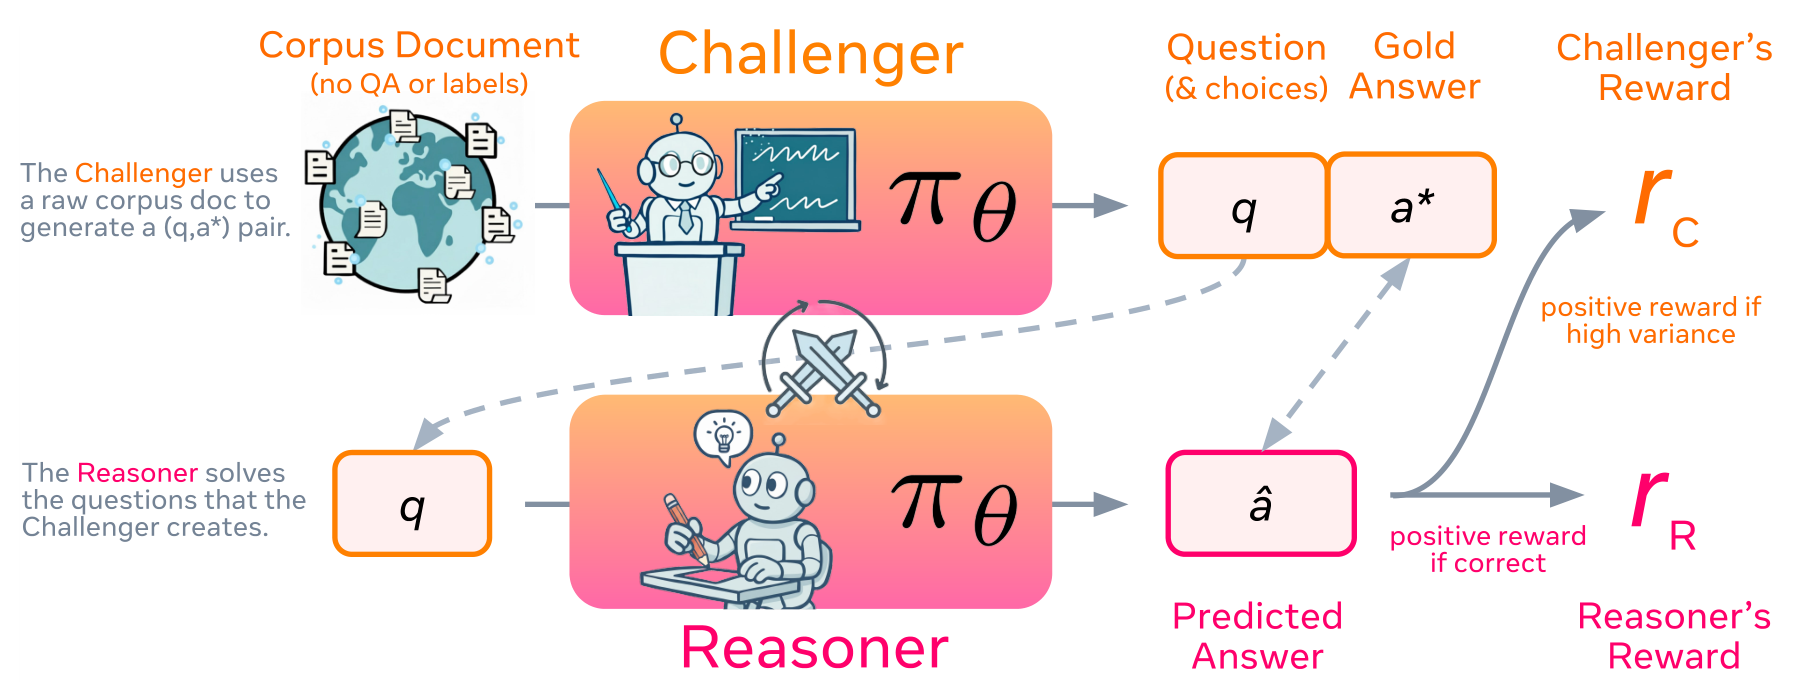 Corpus Document
(no QA or labels)
Challenger
Question
(& choices)
Gold
Answer
Challenger’s
Reward
The Challenger uses
a raw corpus doc to
generate a (q,a*) pair.
π θ
q
a*
r C
positive reward if
high variance
The Reasoner solves
the questions that the
Challenger creates.
q
π θ
â
positive reward
if correct
r R
Reasoner
Predicted
Answer
Reasoner’s
Reward